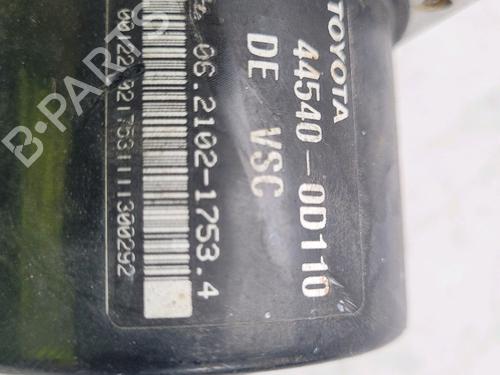 TOYOTA
44540-0D110
DE VSC
06.2102-1753.4
B-PARTS